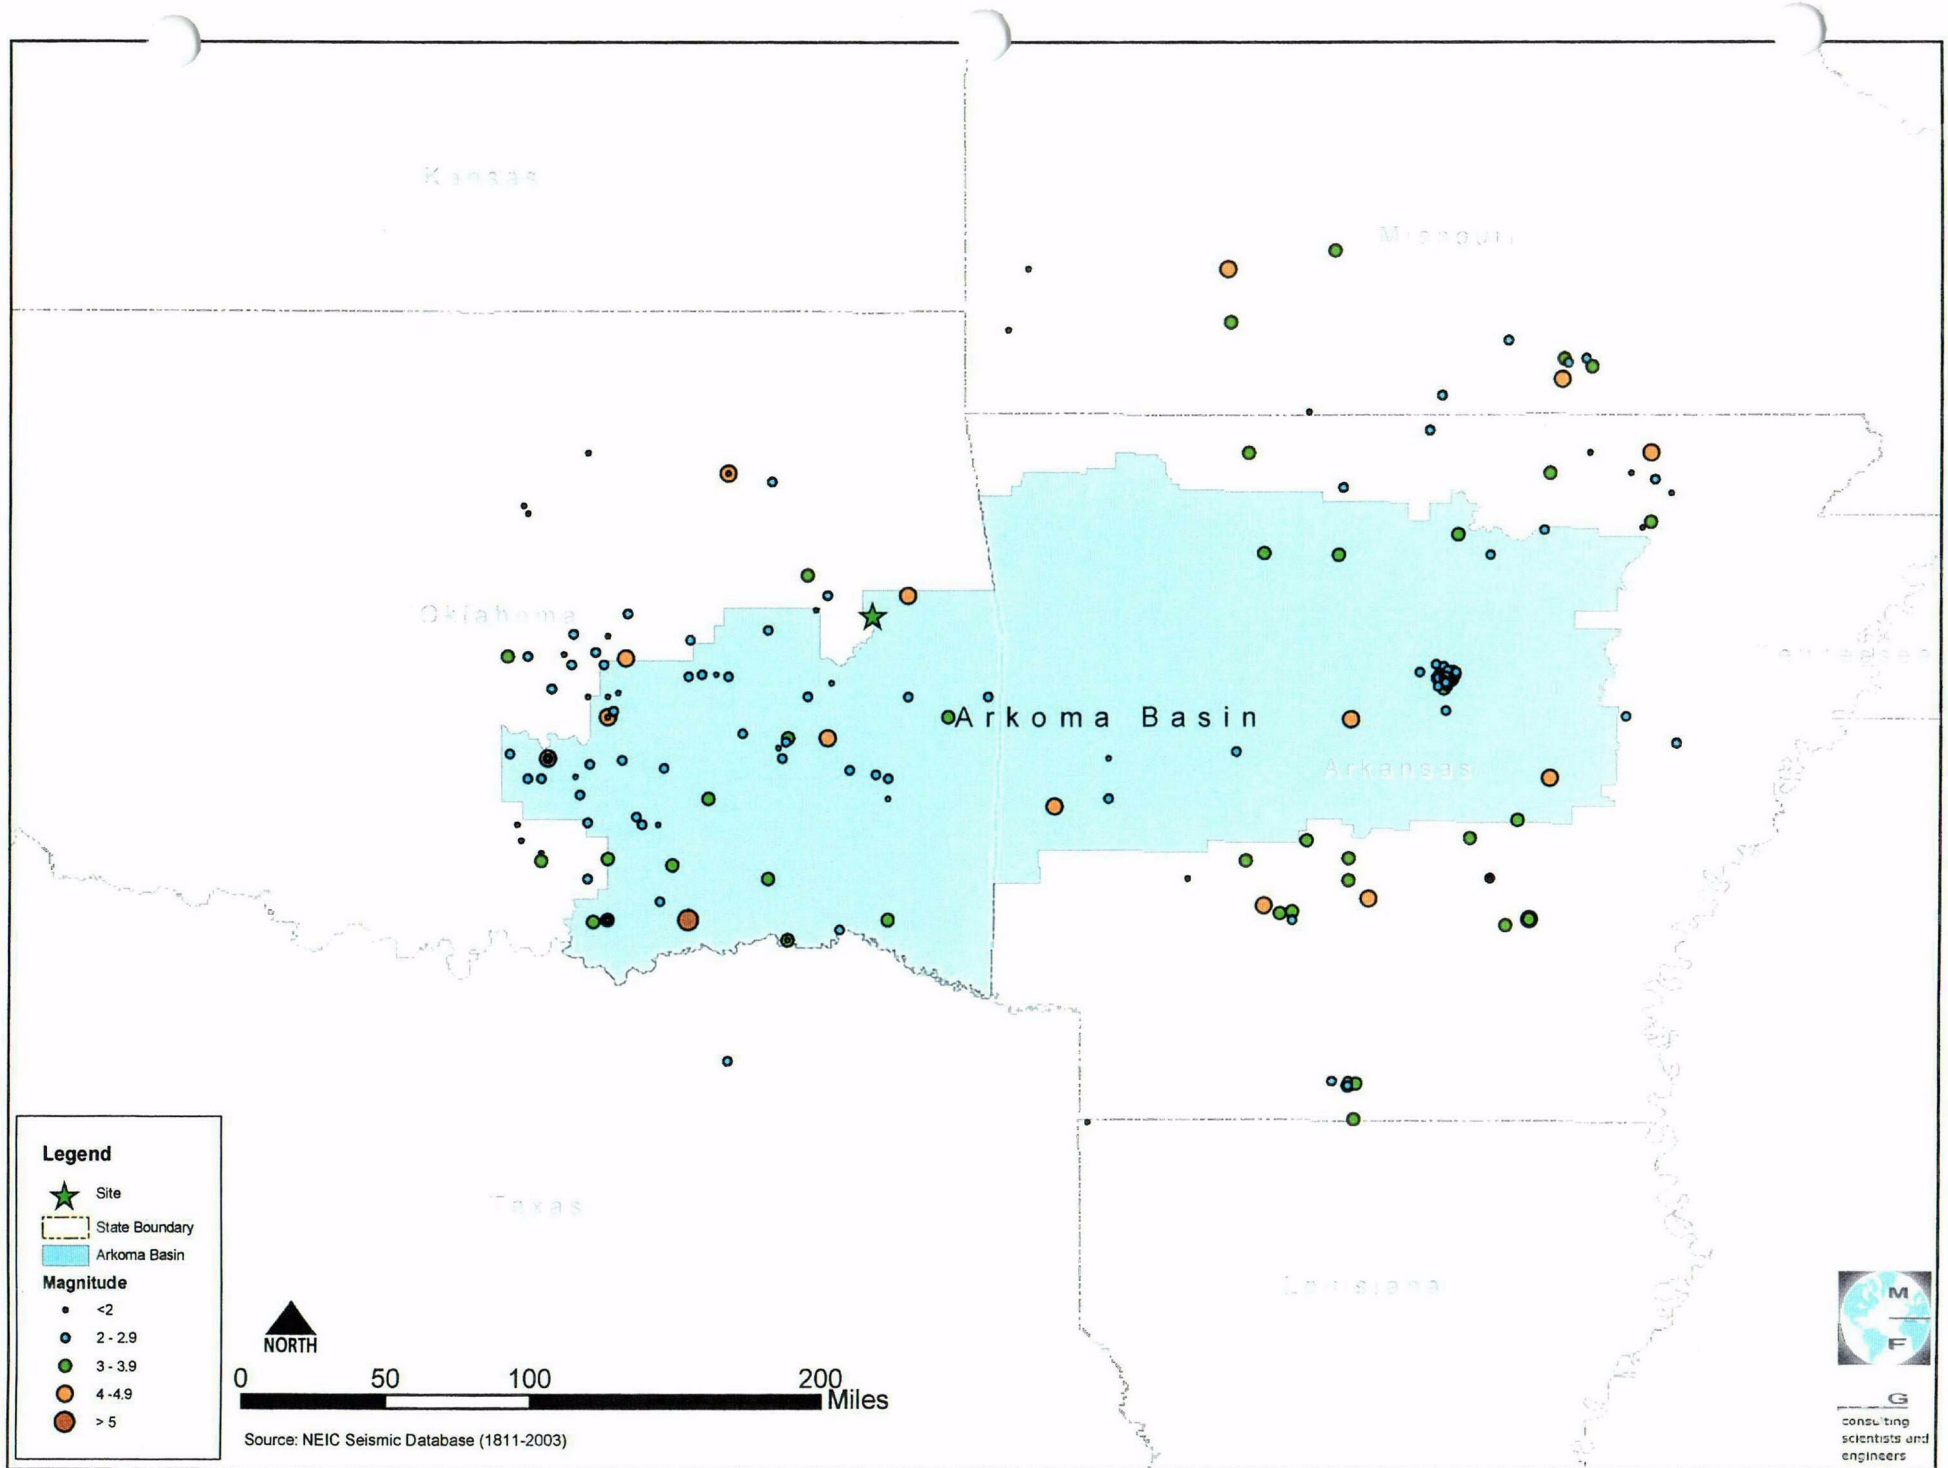 Kansas
Missouri
Oklahoma
Tennessee
Arkoma Basin
Arkansas
Texas
Louisiana
Legend
Site
State Boundary
Arkoma Basin
Magnitude
<2
2 - 2.9
3 - 3.9
4 -4.9
> 5
NORTH
0 50 100 200
Miles
Source: NEIC Seismic Database (1811-2003)
M
F
G
consulting
scientists and
engineers